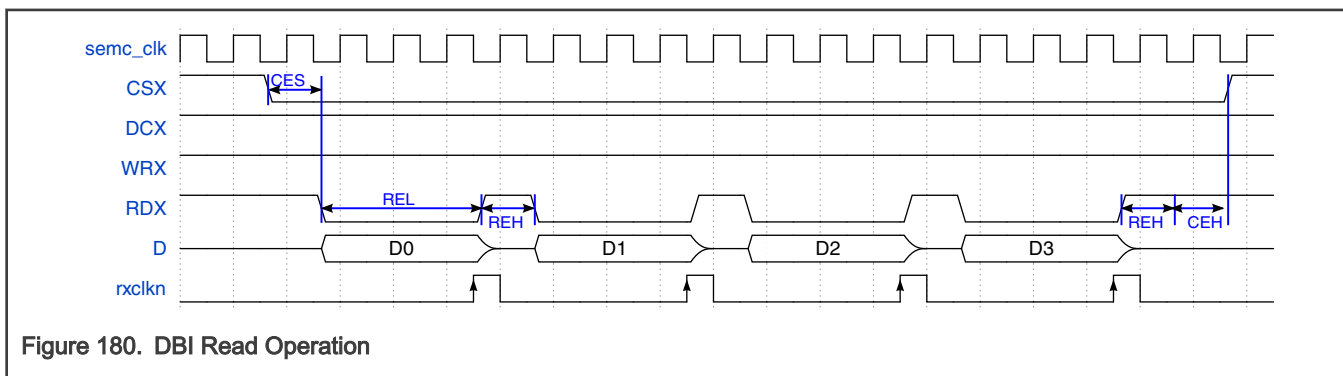 semc_clk
CSX
CES
DCX
WRX
RDX
REL
REH
REH
CEH
D
D0
D1
D2
D3
rxclkn
Figure 180. DBI Read Operation